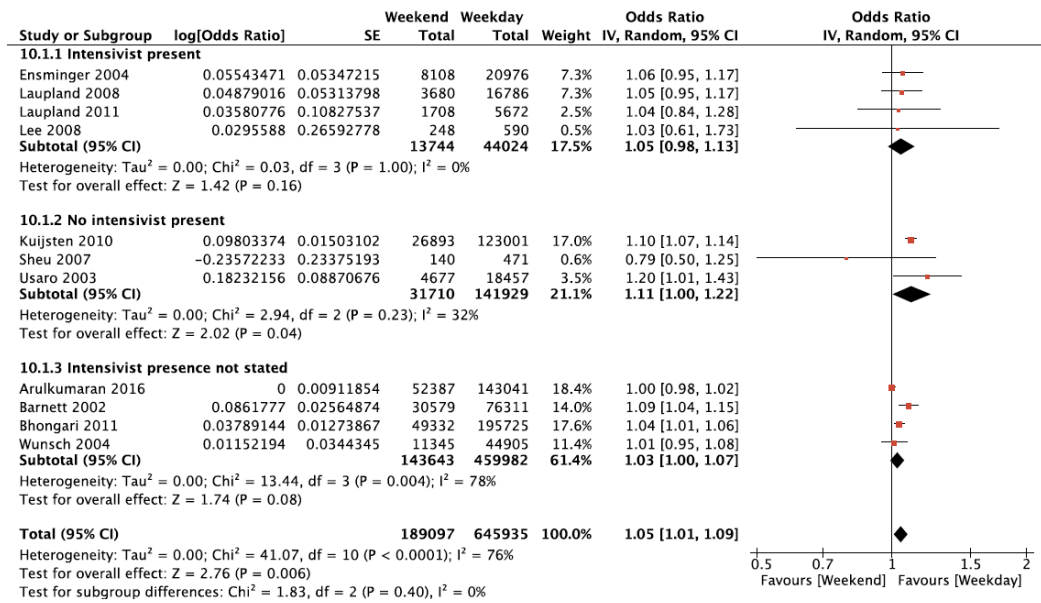 Weekend Weekday Odds Ratio Odds Ratio
Study or Subgroup log[Odds Ratio] SE Total Total Weight IV, Random, 95% CI IV, Random, 95% CI
10.1.1 Intensivist present
Ensminger 2004 0.05543471 0.05347215 8108 20976 7.3% 1.06 [0.95, 1.17]
Laupland 2008 0.04879016 0.05313798 3680 16786 7.3% 1.05 [0.95, 1.17]
Laupland 2011 0.03580776 0.10827537 1708 5672 2.5% 1.04 [0.84, 1.28]
Lee 2008 0.0295588 0.26592778 248 590 0.5% 1.03 [0.61, 1.73]
Subtotal (95% CI) 13744 44024 17.5% 1.05 [0.98, 1.13]
Heterogeneity: Tau² = 0.00; Chi² = 0.03, df = 3 (P = 1.00); I² = 0%
Test for overall effect: Z = 1.42 (P = 0.16)
10.1.2 No intensivist present
Kuijsten 2010 0.09803374 0.01503102 26893 123001 17.0% 1.10 [1.07, 1.14]
Sheu 2007 −0.23572233 0.23375193 140 471 0.6% 0.79 [0.50, 1.25]
Usaro 2003 0.18232156 0.08870676 4677 18457 3.5% 1.20 [1.01, 1.43]
Subtotal (95% CI) 31710 141929 21.1% 1.11 [1.00, 1.22]
Heterogeneity: Tau² = 0.00; Chi² = 2.94, df = 2 (P = 0.23); I² = 32%
Test for overall effect: Z = 2.02 (P = 0.04)
10.1.3 Intensivist presence not stated
Arulkumaran 2016 0 0.00911854 52387 143041 18.4% 1.00 [0.98, 1.02]
Barnett 2002 0.0861777 0.02564874 30579 76311 14.0% 1.09 [1.04, 1.15]
Bhongari 2011 0.03789144 0.01273867 49332 195725 17.6% 1.04 [1.01, 1.06]
Wunsch 2004 0.01152194 0.0344345 11345 44905 11.4% 1.01 [0.95, 1.08]
Subtotal (95% CI) 143643 459982 61.4% 1.03 [1.00, 1.07]
Heterogeneity: Tau² = 0.00; Chi² = 13.44, df = 3 (P = 0.004); I² = 78%
Test for overall effect: Z = 1.74 (P = 0.08)
Total (95% CI) 189097 645935 100.0% 1.05 [1.01, 1.09]
Heterogeneity: Tau² = 0.00; Chi² = 41.07, df = 10 (P < 0.0001); I² = 76%
Test for overall effect: Z = 2.76 (P = 0.006)
Test for subgroup differences: Chi² = 1.83, df = 2 (P = 0.40), I² = 0%
0.5 0.7 1 1.5 2
Favours [Weekend] Favours [Weekday]